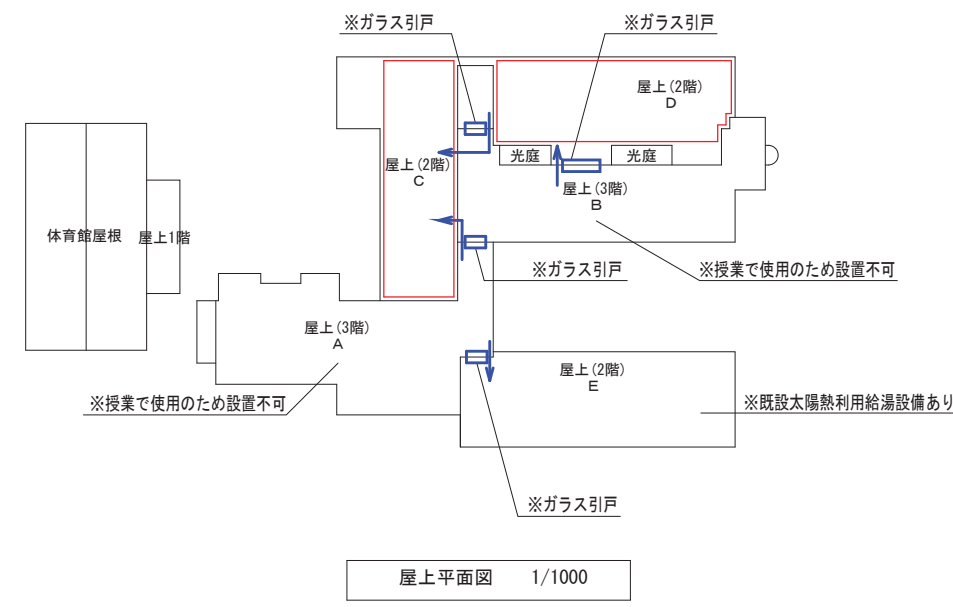 ※ガラス引戸
※ガラス引戸
屋上(2階)
D
光庭
光庭
屋上(2階)
C
屋上(3階)
B
体育館屋根
屋上1階
※ガラス引戸
※授業で使用のため設置不可
屋上(3階)
A
屋上(2階)
E
※授業で使用のため設置不可
※既設太陽熱利用給湯設備あり
※ガラス引戸
屋上平面図 1/1000